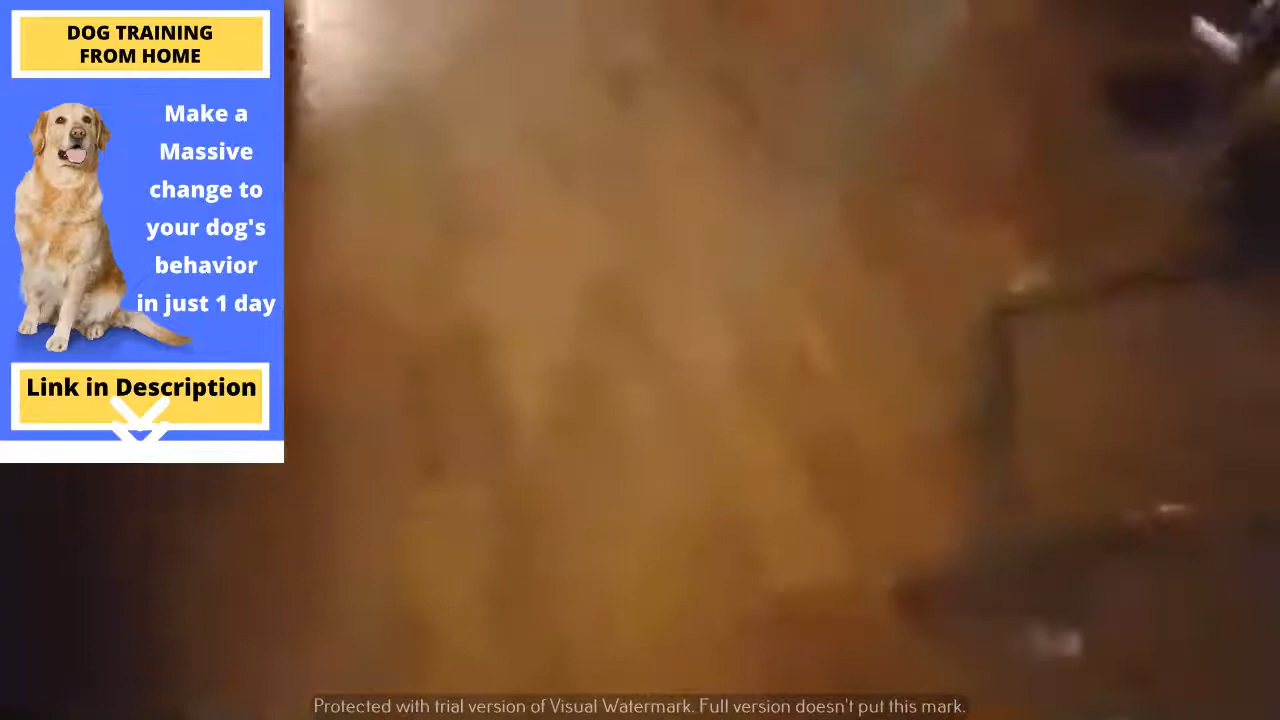 DOG TRAINING
FROM HOME
Make a
Massive
change to
your dog's
behavior
in just 1 day
Link in Description
Protected with trial version of Visual Watermark. Full version doesn't put this mark.